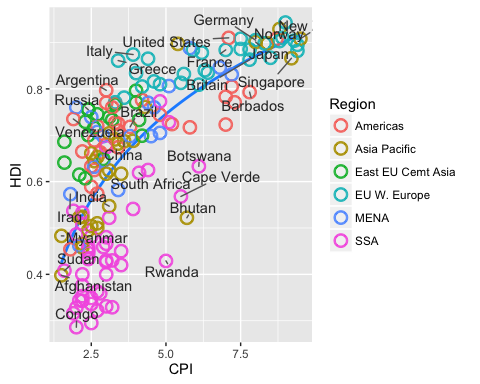 Germany
New
Norway
United States
Italy
Japan
France
Greece
Singapore
Argentina
Britain
0.8
Russia
Barbados
Brazil
Venezuela
China
Botswana
Cape Verde
0.6
South Africa
India
Bhutan
Iraq
Myanmar
Sudan
Rwanda
0.4
Afghanistan
Congo
2.5 5.0 7.5
CPI
HDI
Region
Americas
Asia Pacific
East EU Cemt Asia
EU W. Europe
MENA
SSA